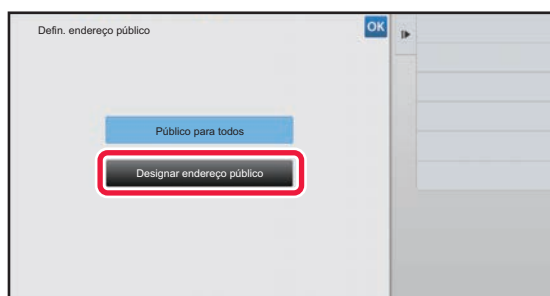 Defin. endereço público
OK
Público para todos
Designar endereço público